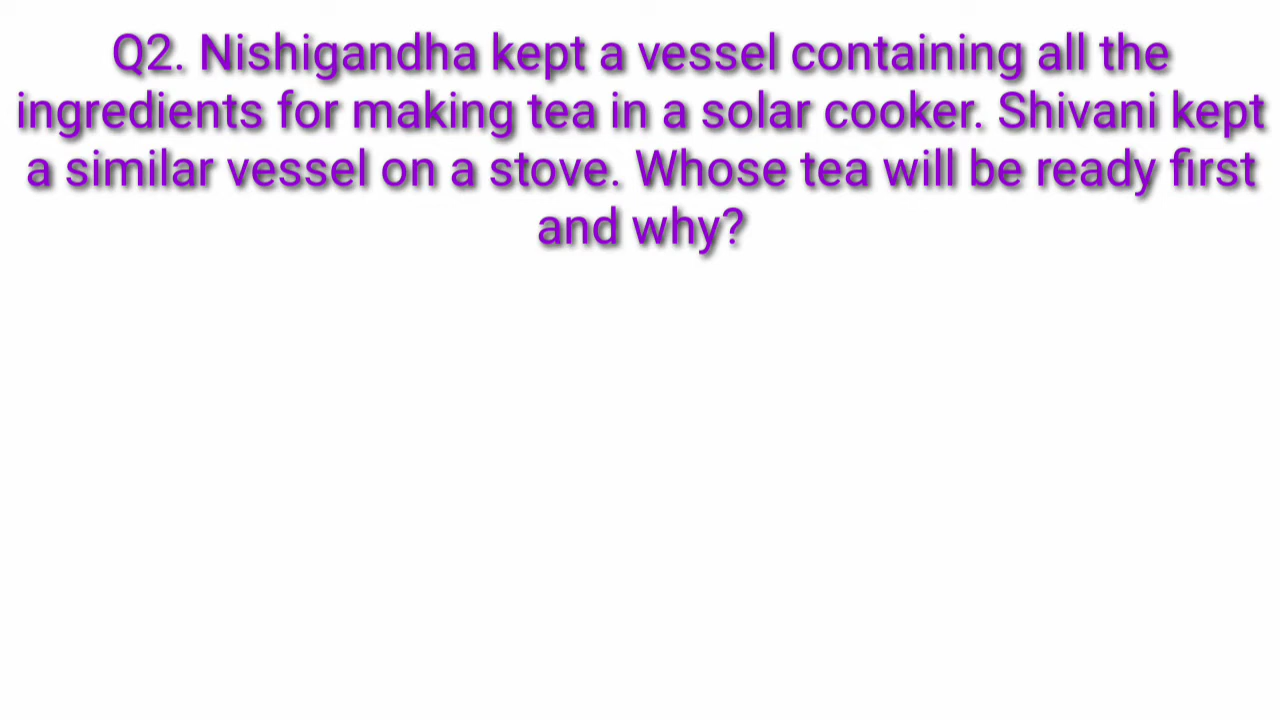 Q2. Nishigandha kept a vessel containing all the
ingredients for making tea in a solar cooker. Shivani kept
a similar vessel on a stove. Whose tea will be ready first
and why?